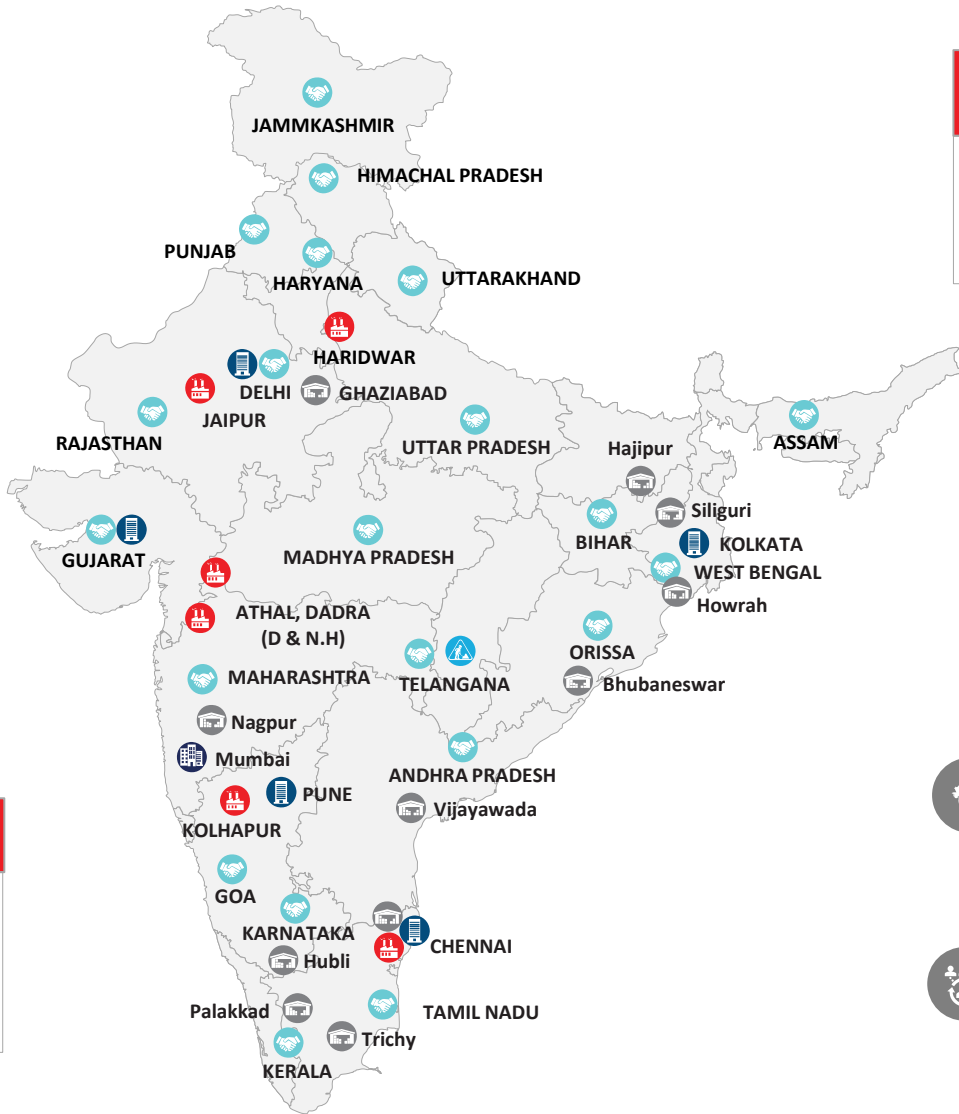 JAMMKASHMIR
HIMACHAL PRADESH
PUNJAB
HARYANA
UTTARAKHAND
HARIDWAR
DELHI
GHAZIABAD
JAIPUR
RAJASTHAN
UTTAR PRADESH
ASSAM
Hajipur
Siliguri
BIHAR
KOLKATA
GUJARAT
MADHYA PRADESH
WEST BENGAL
Howrah
ATHAL, DADRA
(D & N.H)
ORISSA
MAHARASHTRA
TELANGANA
Bhubaneswar
Nagpur
Mumbai
ANDHRA PRADESH
PUNE
Vijayawada
KOLHAPUR
GOA
KARNATAKA
CHENNAI
Hubli
Palakkad
TAMIL NADU
Trichy
KERALA